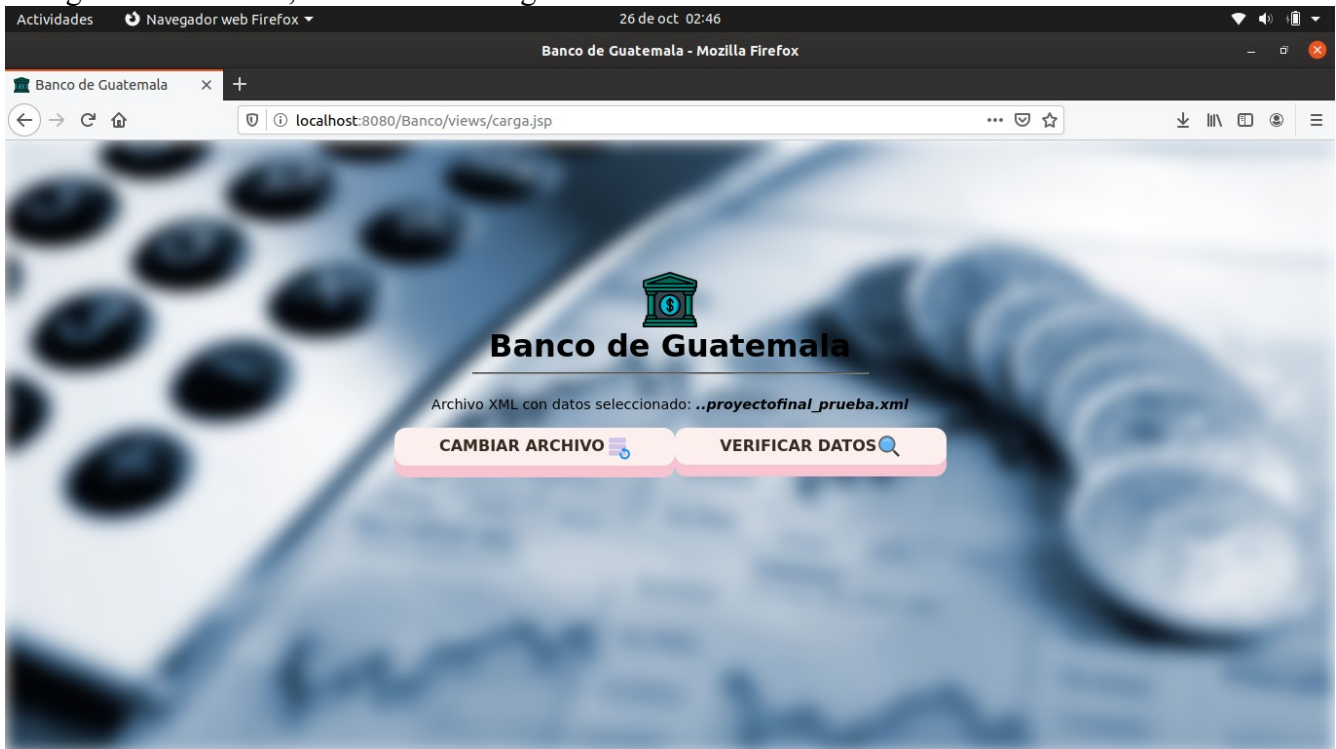 Actividades Navegador web Firefox 26 de oct 02:46
Banco de Guatemala - Mozilla Firefox
Banco de Guatemala
localhost:8080/Banco/views/carga.jsp
Banco de Guatemala
Archivo XML con datos seleccionado: ..proyectofinal_prueba.xml
CAMBIAR ARCHIVO VERIFICAR DATOS